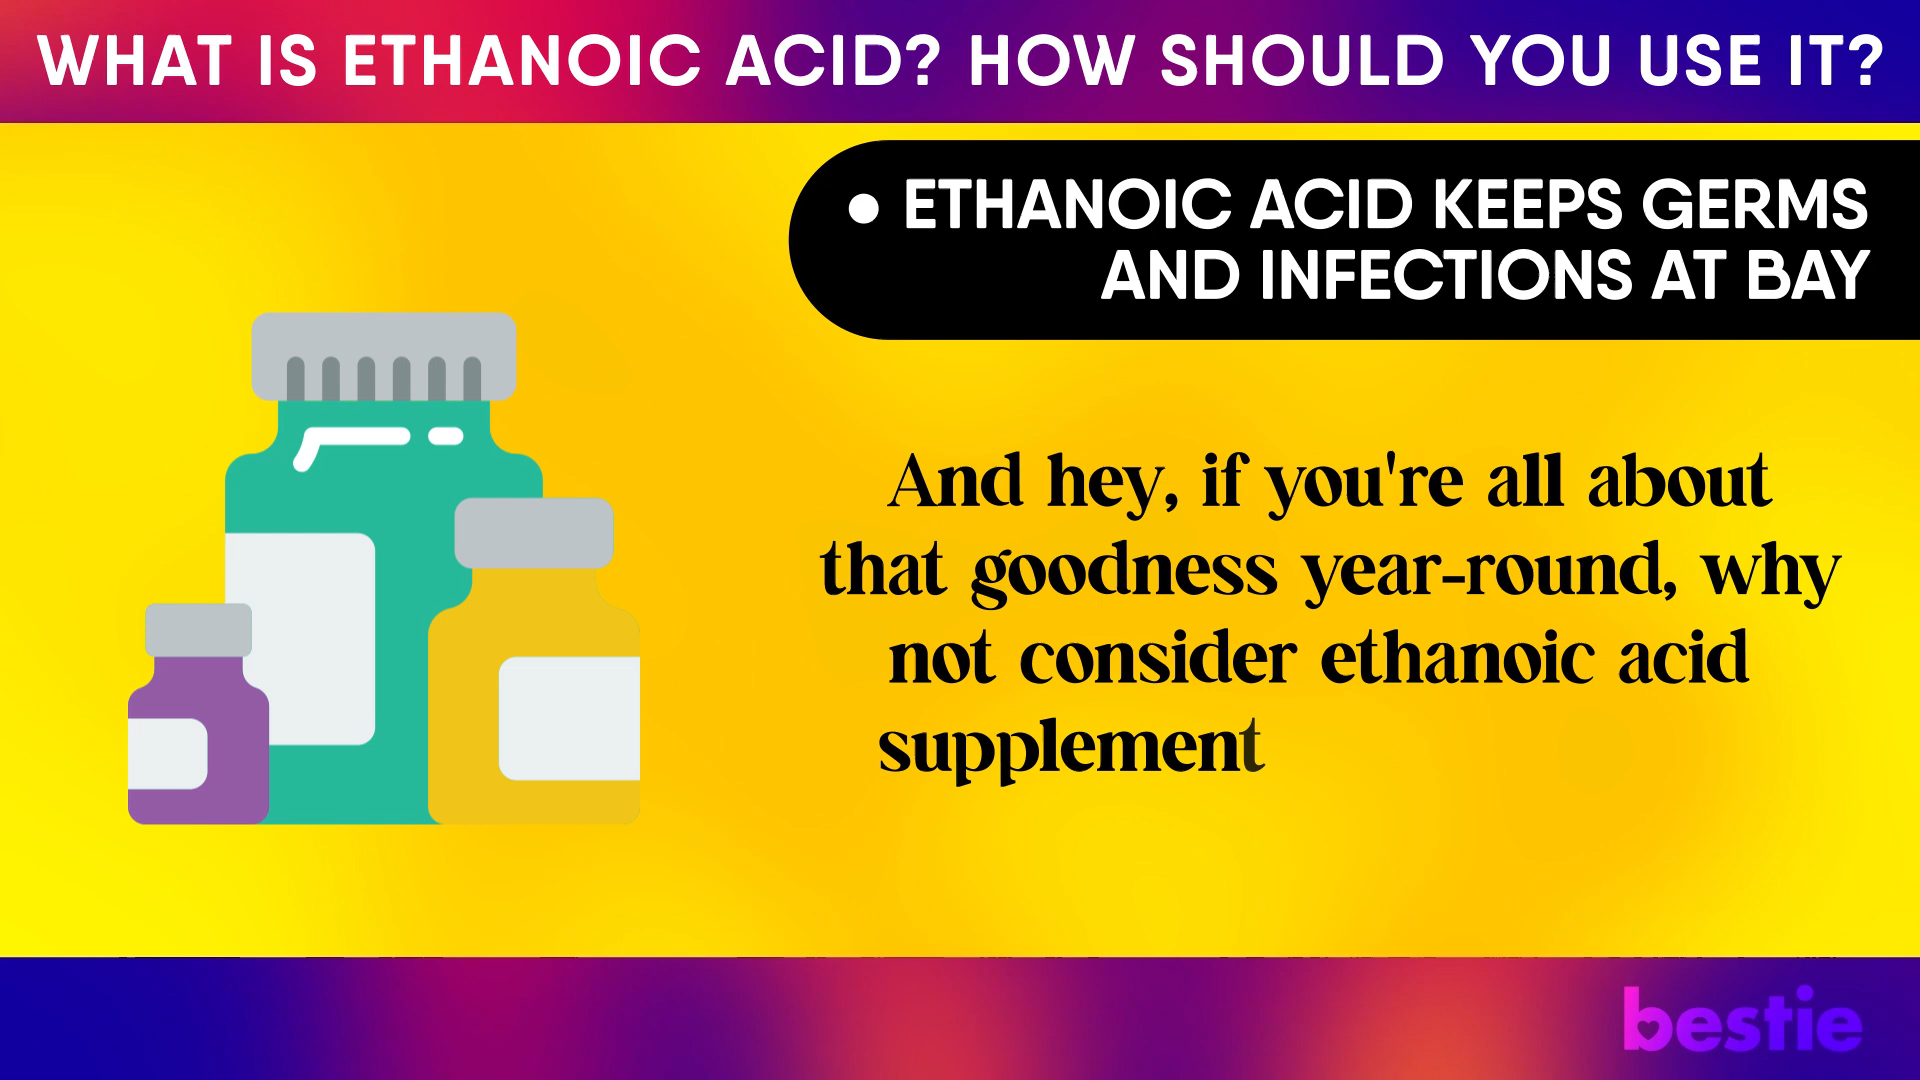 WHAT IS ETHANOIC ACID? HOW SHOULD YOU USE IT?
• ETHANOIC ACID KEEPS GERMS
AND INFECTIONS AT BAY
And hey, if you're all about
that goodness year-round, why
not consider ethanoic acid
supplement
bestie